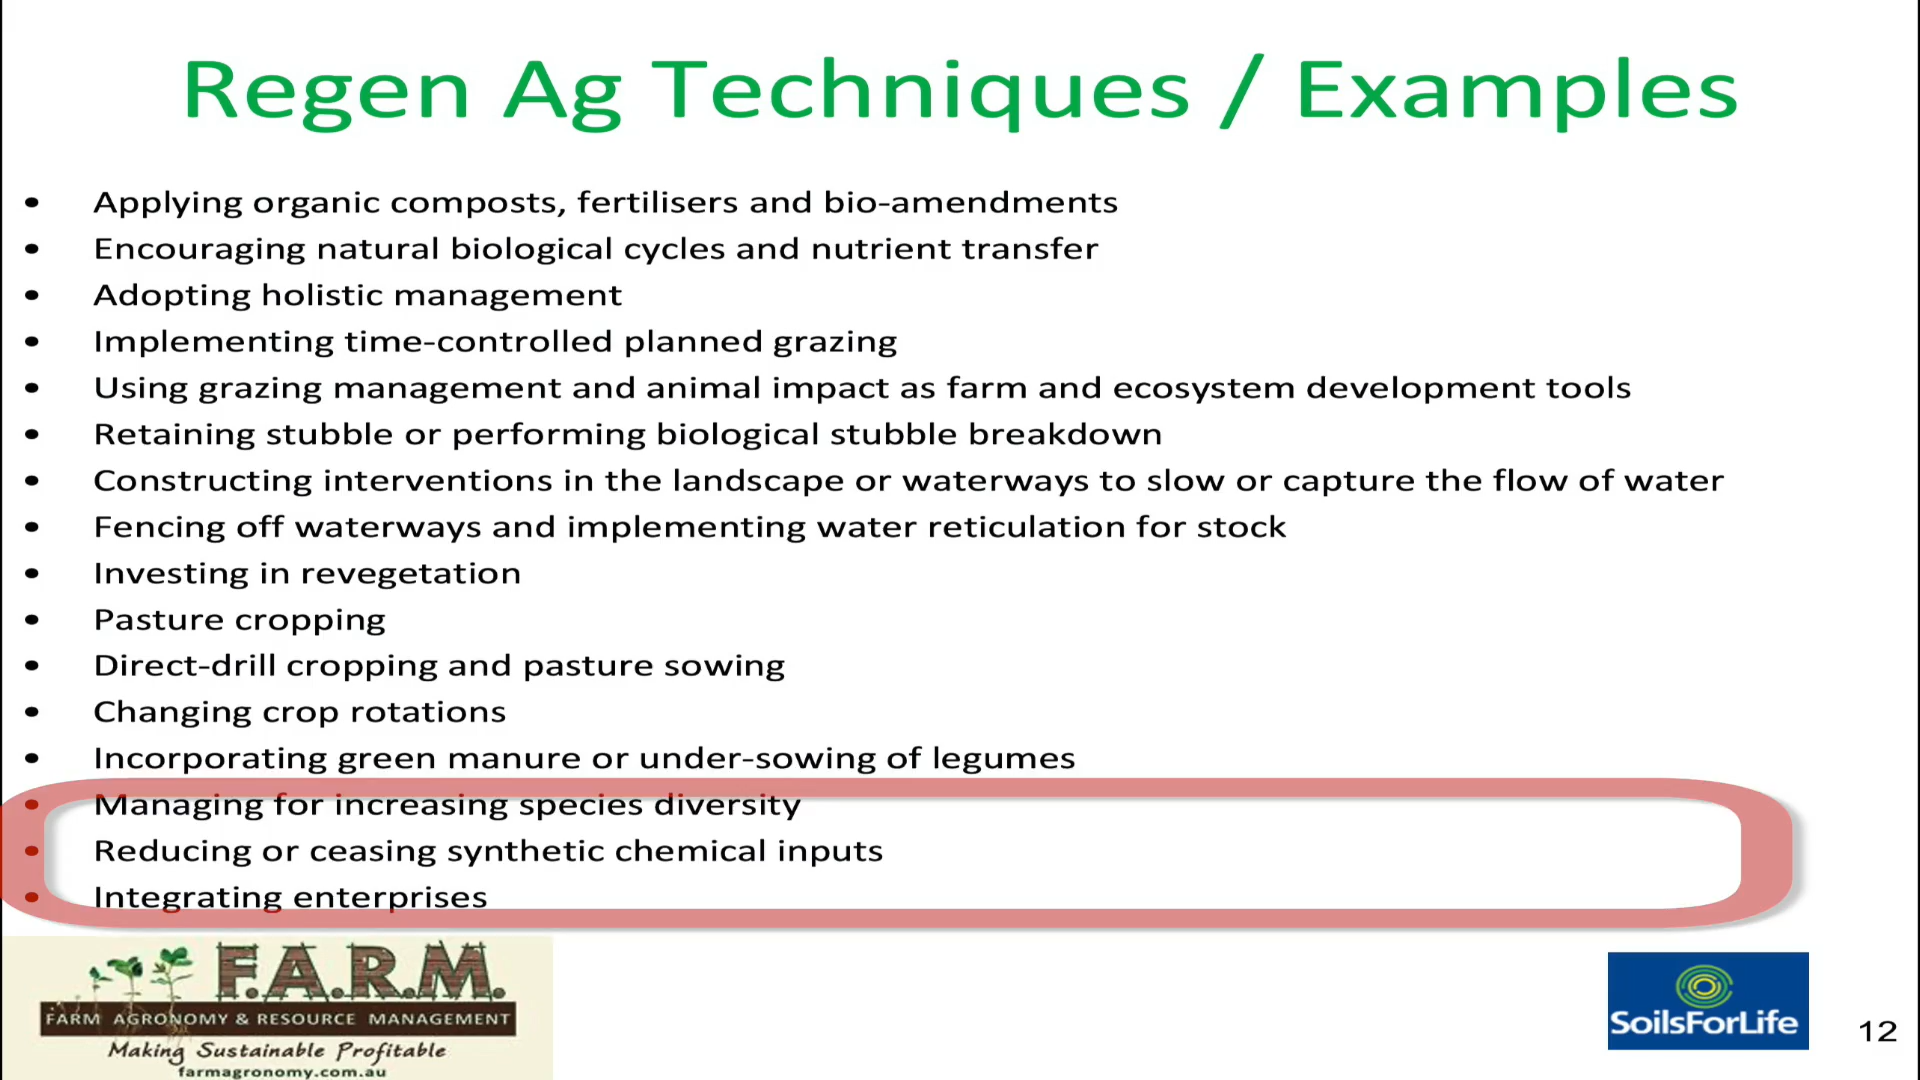 Regen Ag Techniques / Examples
• Applying organic composts, fertilisers and bio-amendments
• Encouraging natural biological cycles and nutrient transfer
• Adopting holistic management
• Implementing time-controlled planned grazing
• Using grazing management and animal impact as farm and ecosystem development tools
• Retaining stubble or performing biological stubble breakdown
• Constructing interventions in the landscape or waterways to slow or capture the flow of water
• Fencing off waterways and implementing water reticulation for stock
• Investing in revegetation
• Pasture cropping
• Direct-drill cropping and pasture sowing
• Changing crop rotations
• Incorporating green manure or under-sowing of legumes
• Managing for increasing species diversity
• Reducing or ceasing synthetic chemical inputs
• Integrating enterprises
F.A.R.M.
FARM AGRONOMY & RESOURCE MANAGEMENT
Making Sustainable Profitable
farmagronomy.com.au
SoilsForLife
12